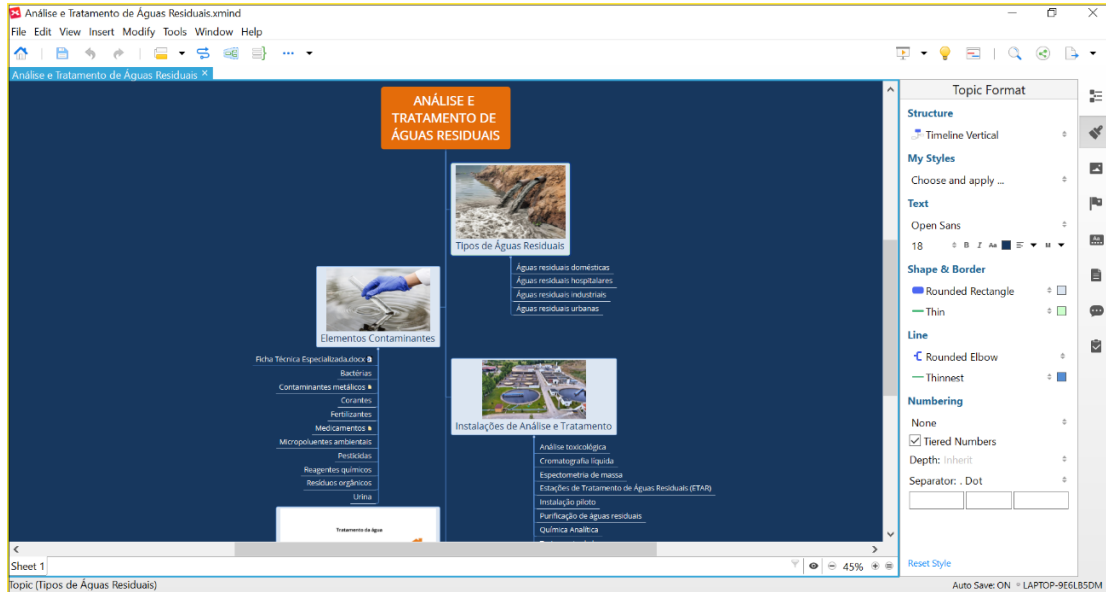 Análise e Tratamento de Águas Residuais.xmind
File Edit View Insert Modify Tools Window Help
Análise e Tratamento de Águas Residuais
ANÁLISE E
TRATAMENTO DE
ÁGUAS RESIDUAIS
Tipos de Águas Residuais
Águas residuais domésticas
Águas residuais hospitalares
Águas residuais industriais
Águas residuais urbanas
Elementos Contaminantes
Ficha Técnica Especializada.docx
Bactérias
Contaminantes metálicos
Corantes
Fertilizantes
Medicamentos
Micropoluentes ambientais
Pesticidas
Reagentes químicos
Resíduos orgânicos
Urina
Tratamento da Água
Instalações de Análise e Tratamento
Análise toxicológica
Cromatografia líquida
Espectometria de massa
Estações de Tratamento de Águas Residuais (ETAR)
Instalação piloto
Purificação de águas residuais
Química Analítica
Topic Format
Structure
Timeline Vertical
My Styles
Choose and apply ...
Text
Open Sans
18 B I Aa
Shape & Border
Rounded Rectangle
Thin
Line
Rounded Elbow
Thinnest
Numbering
None
Tiered Numbers
Depth: Inherit
Separator: . Dot
Reset Style
Sheet 1
45%
Topic (Tipos de Águas Residuais)
Auto Save: ON
LAPTOP-9E6LB5DM